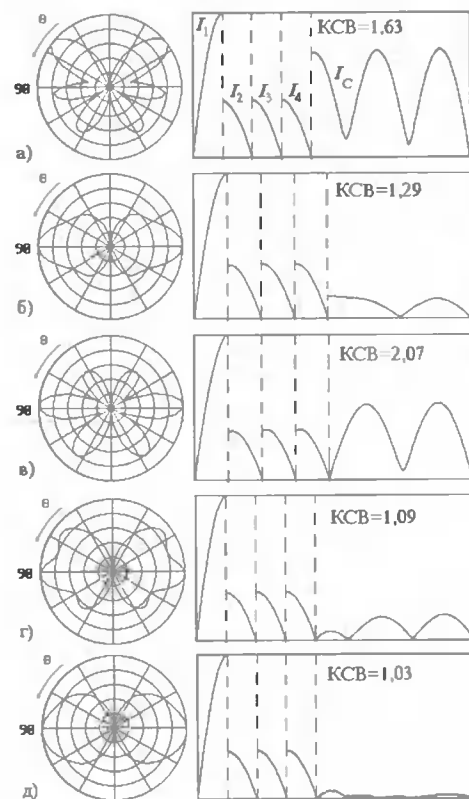 θ
90
а)
I₁ I₂ I₃ I₄ I_C
КСВ=1,63
θ
90
б)
КСВ=1,29
θ
90
в)
КСВ=2,07
θ
90
г)
КСВ=1,09
θ
90
д)
КСВ=1,03